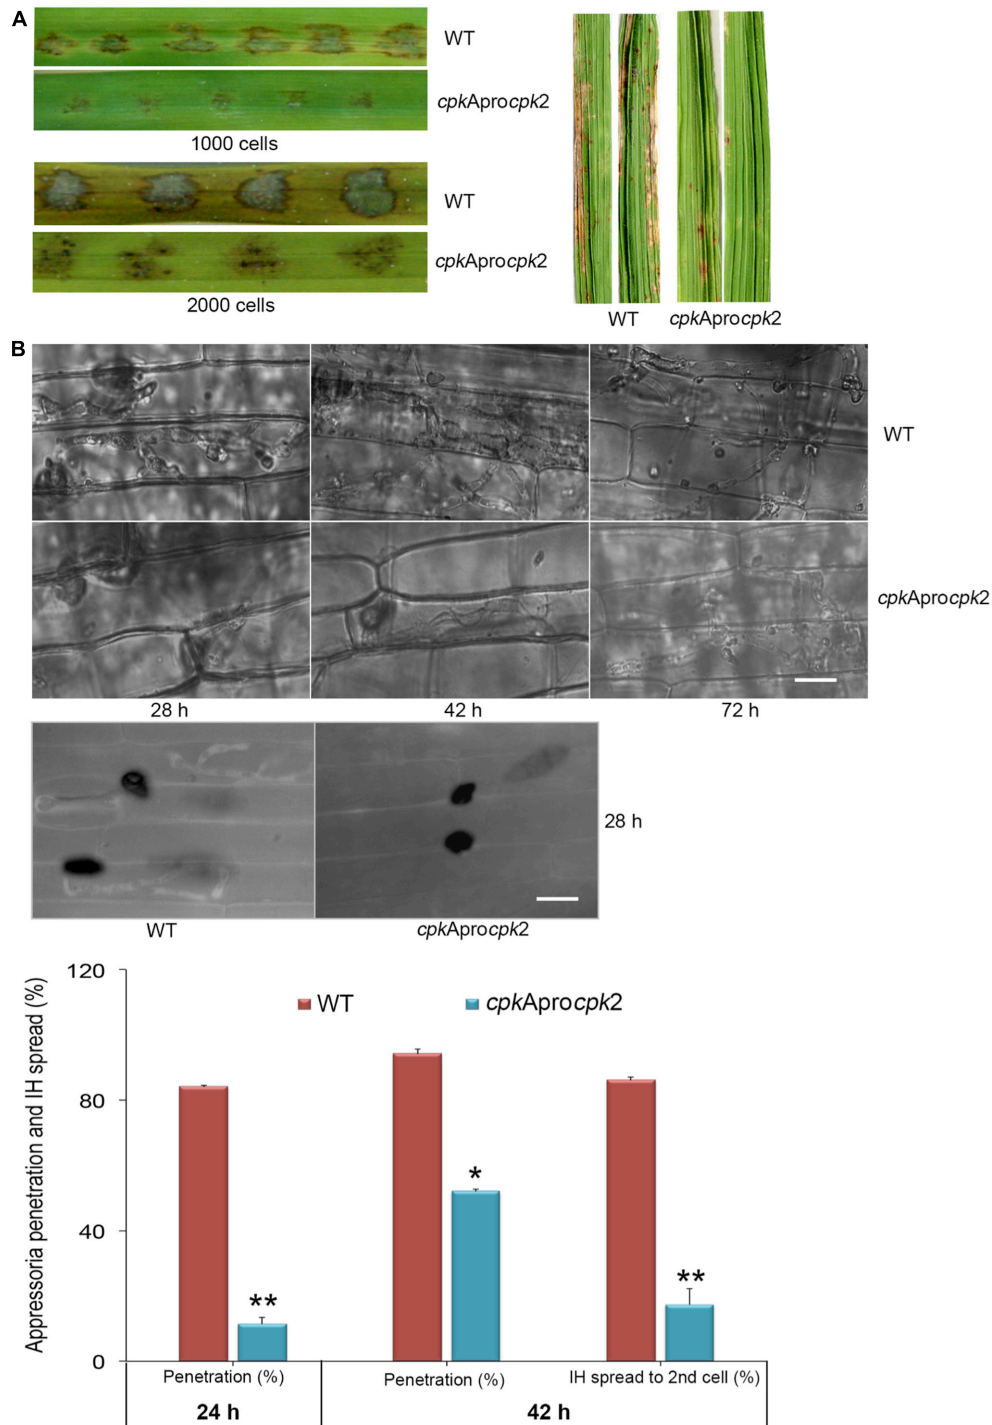 A
WT
cpkAprocpk2
1000 cells
WT
cpkAprocpk2
2000 cells
WT cpkAprocpk2
B
WT
cpkAprocpk2
28 h 42 h 72 h
28 h
WT cpkAprocpk2
Appressoria penetration and IH spread (%)
120
80
40
0
WT cpkAprocpk2
**
*
**
Penetration (%) Penetration (%) IH spread to 2nd cell (%)
24 h 42 h